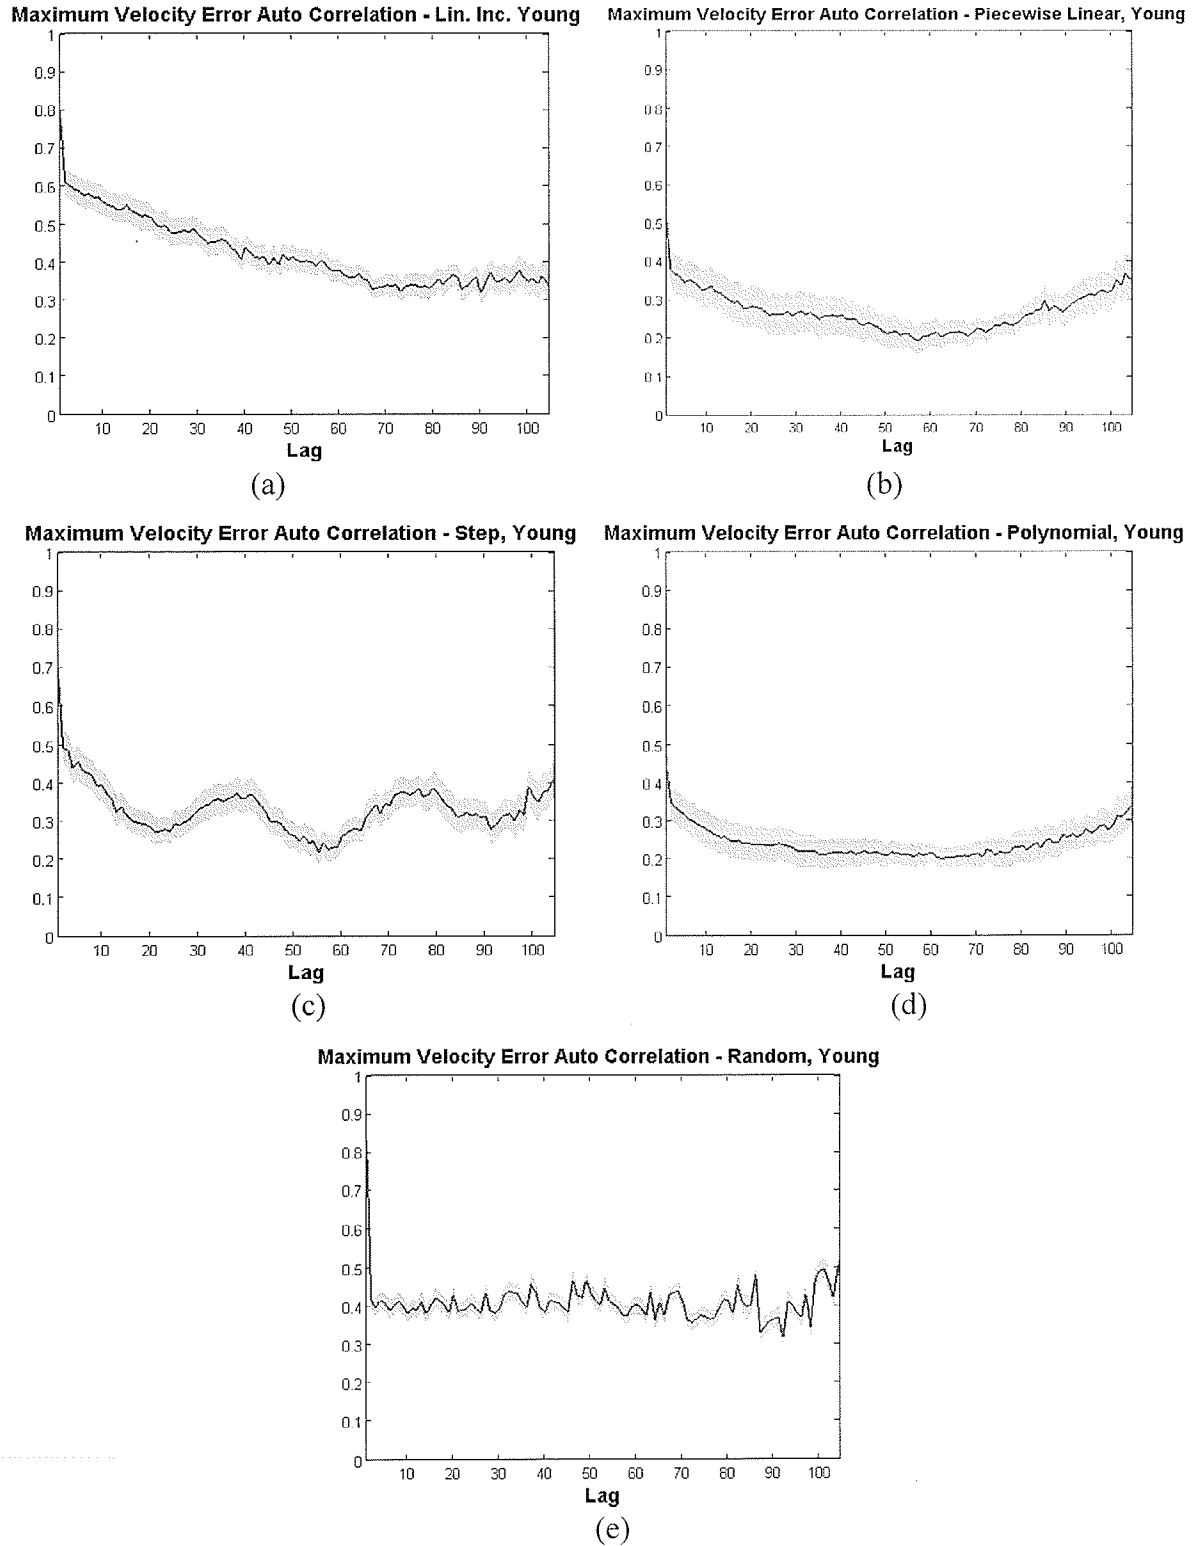 Maximum Velocity Error Auto Correlation - Lin. Inc. Young
1
0.9
0.8
0.7
0.6
0.5
0.4
0.3
0.2
0.1
0
10 20 30 40 50 60 70 80 90 100
Lag
(a)
Maximum Velocity Error Auto Correlation - Piecewise Linear, Young
1
0.9
0.8
0.7
0.6
0.5
0.4
0.3
0.2
0.1
0
10 20 30 40 50 60 70 80 90 100
Lag
(b)
Maximum Velocity Error Auto Correlation - Step, Young
1
0.9
0.8
0.7
0.6
0.5
0.4
0.3
0.2
0.1
0
10 20 30 40 50 60 70 80 90 100
Lag
(c)
Maximum Velocity Error Auto Correlation - Polynomial, Young
1
0.9
0.8
0.7
0.6
0.5
0.4
0.3
0.2
0.1
0
10 20 30 40 50 60 70 80 90 100
Lag
(d)
Maximum Velocity Error Auto Correlation - Random, Young
1
0.9
0.8
0.7
0.6
0.5
0.4
0.3
0.2
0.1
0
10 20 30 40 50 60 70 80 90 100
Lag
(e)